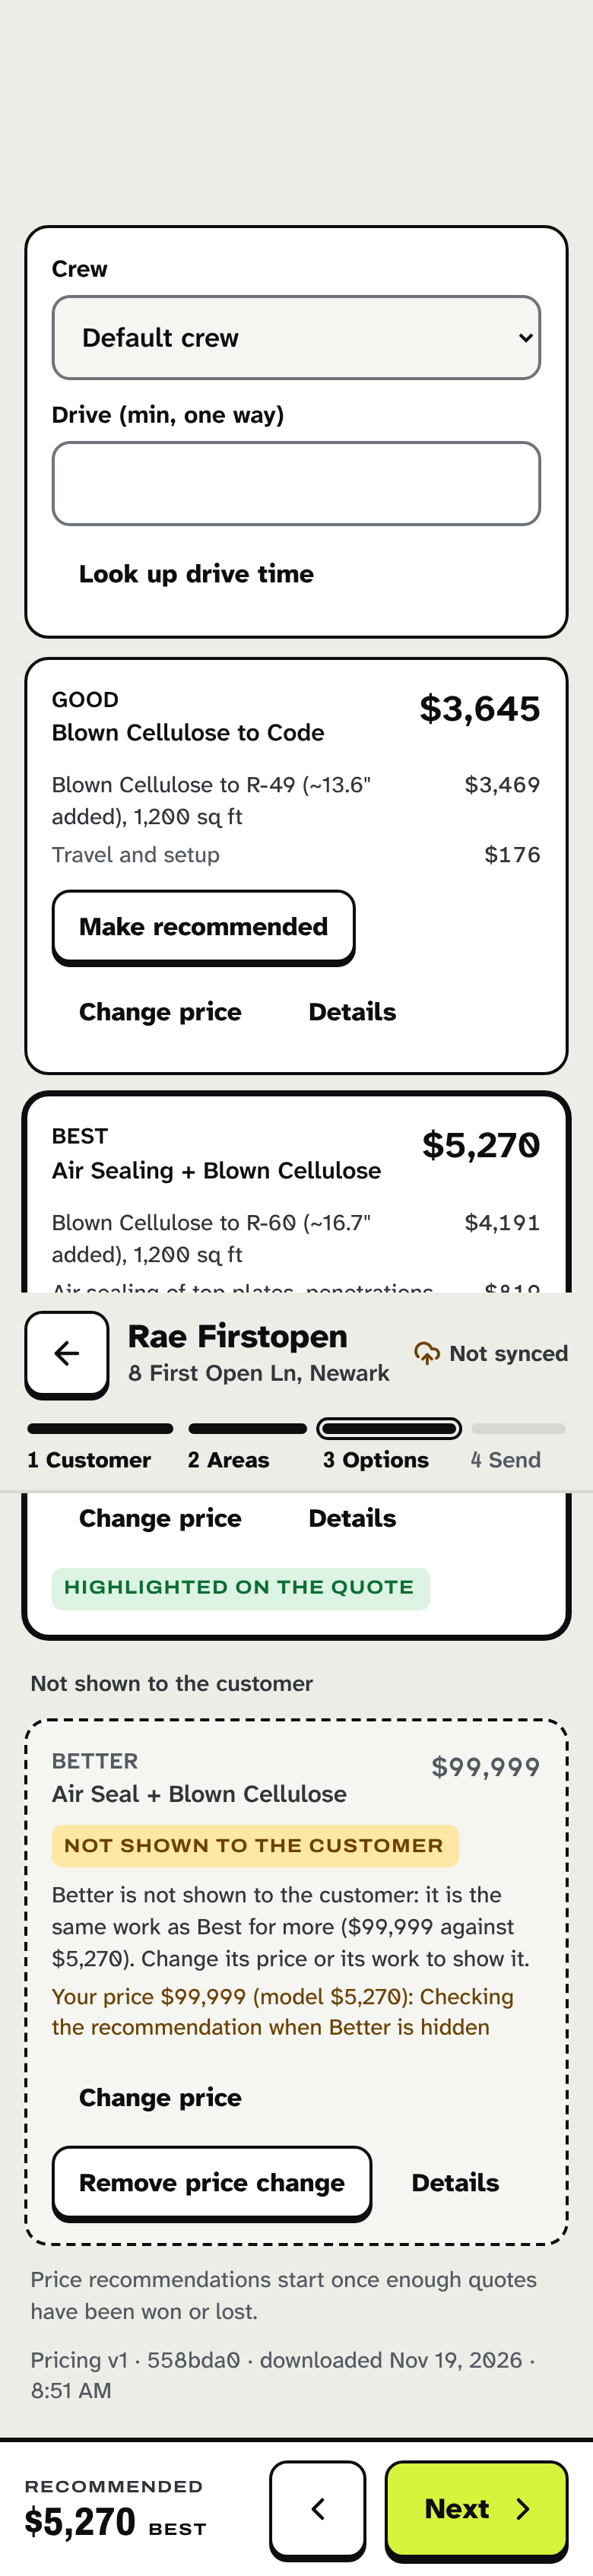 Crew
Default crew
Drive (min, one way)
Look up drive time
GOOD
$3,645
Blown Cellulose to Code
Blown Cellulose to R-49 (~13.6"
$3,469
added), 1,200 sq ft
Travel and setup
$176
Make recommended
Change price
Details
BEST
$5,270
Air Sealing + Blown Cellulose
Blown Cellulose to R-60 (~16.7"
$4,191
added), 1,200 sq ft
Air sealing of top plates, penetrations,
$819
Rae Firstopen
8 First Open Ln, Newark
Not synced
1 Customer
2 Areas
3 Options
4 Send
Change price
Details
HIGHLIGHTED ON THE QUOTE
Not shown to the customer
BETTER
$99,999
Air Seal + Blown Cellulose
NOT SHOWN TO THE CUSTOMER
Better is not shown to the customer: it is the
same work as Best for more ($99,999 against
$5,270). Change its price or its work to show it.
Your price $99,999 (model $5,270): Checking
the recommendation when Better is hidden
Change price
Remove price change
Details
Price recommendations start once enough quotes
have been won or lost.
Pricing v1 · 558bda0 · downloaded Nov 19, 2026 ·
8:51 AM
RECOMMENDED
$5,270 BEST
Next